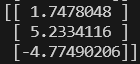 [[ 1.7478048 ]
[ 5.2334116 ]
[-4.77490206]]